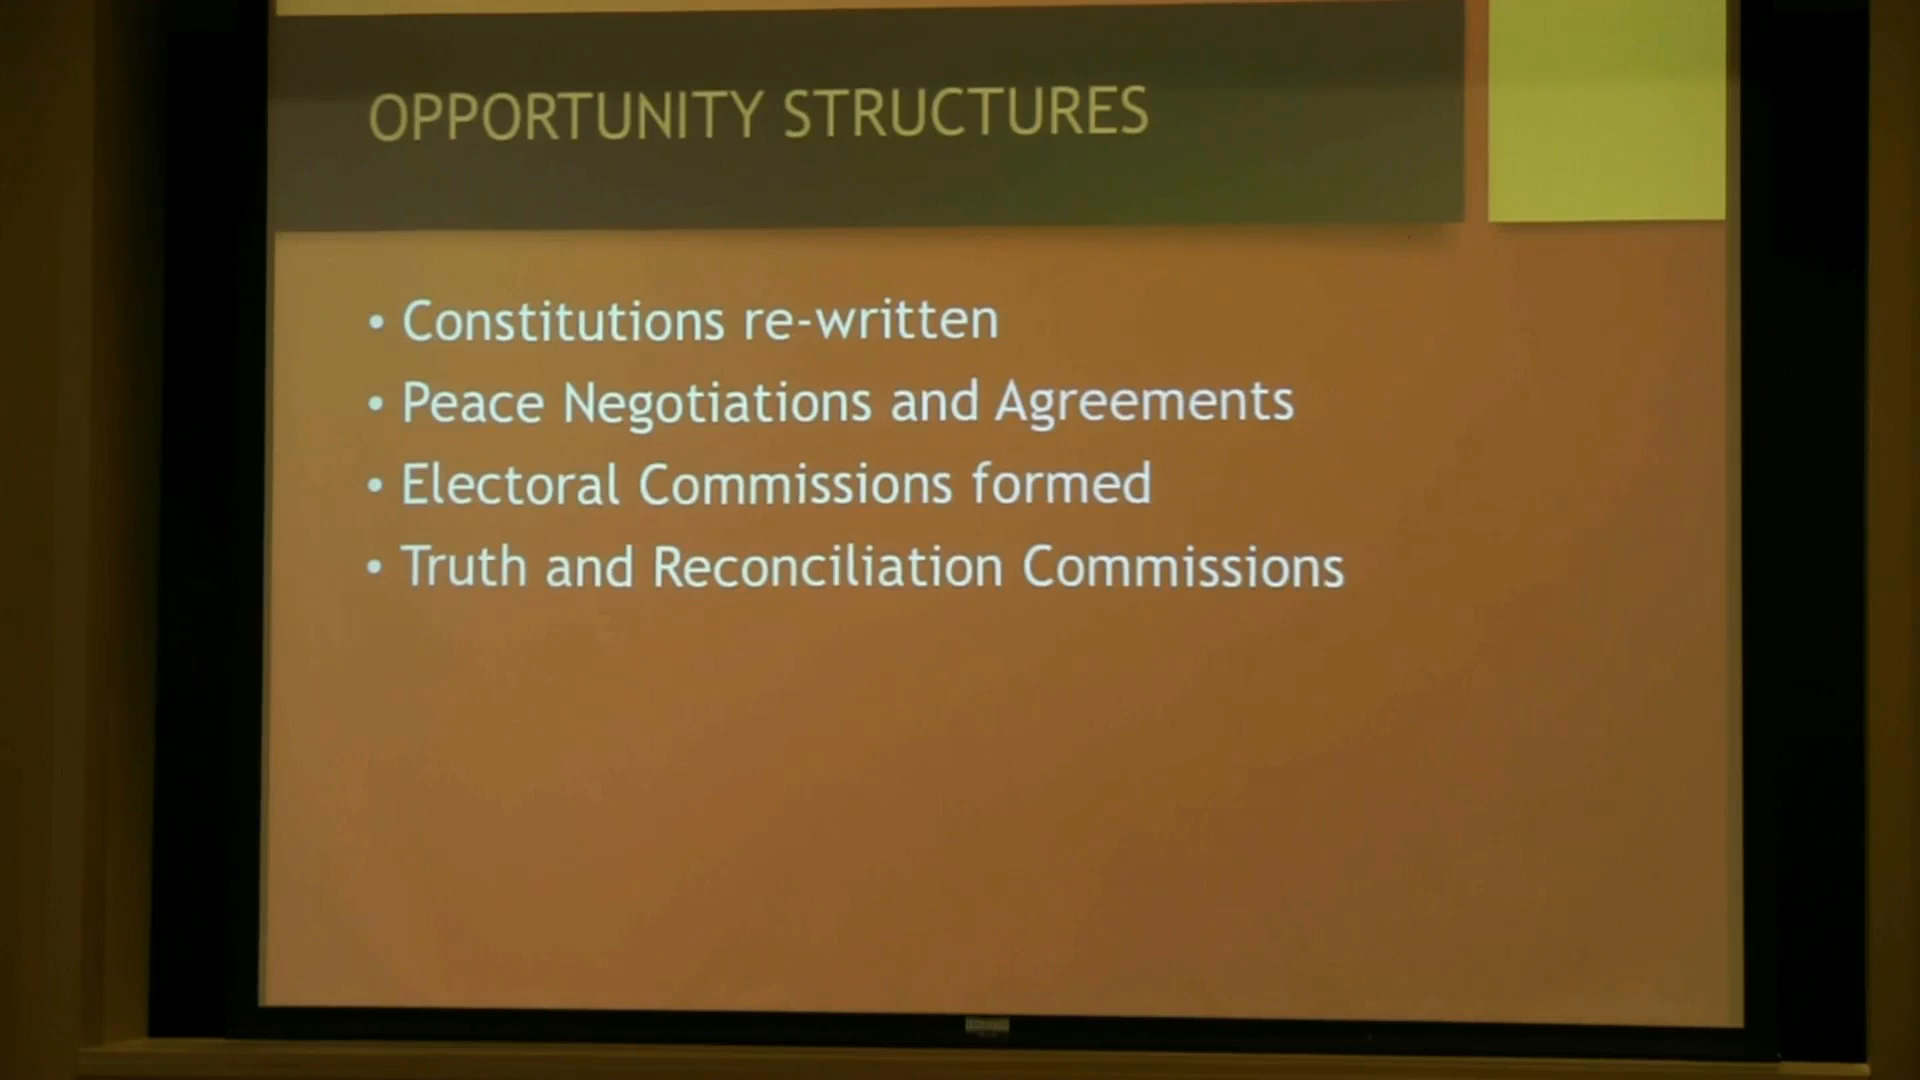 OPPORTUNITY STRUCTURES
• Constitutions re-written
• Peace Negotiations and Agreements
• Electoral Commissions formed
• Truth and Reconciliation Commissions